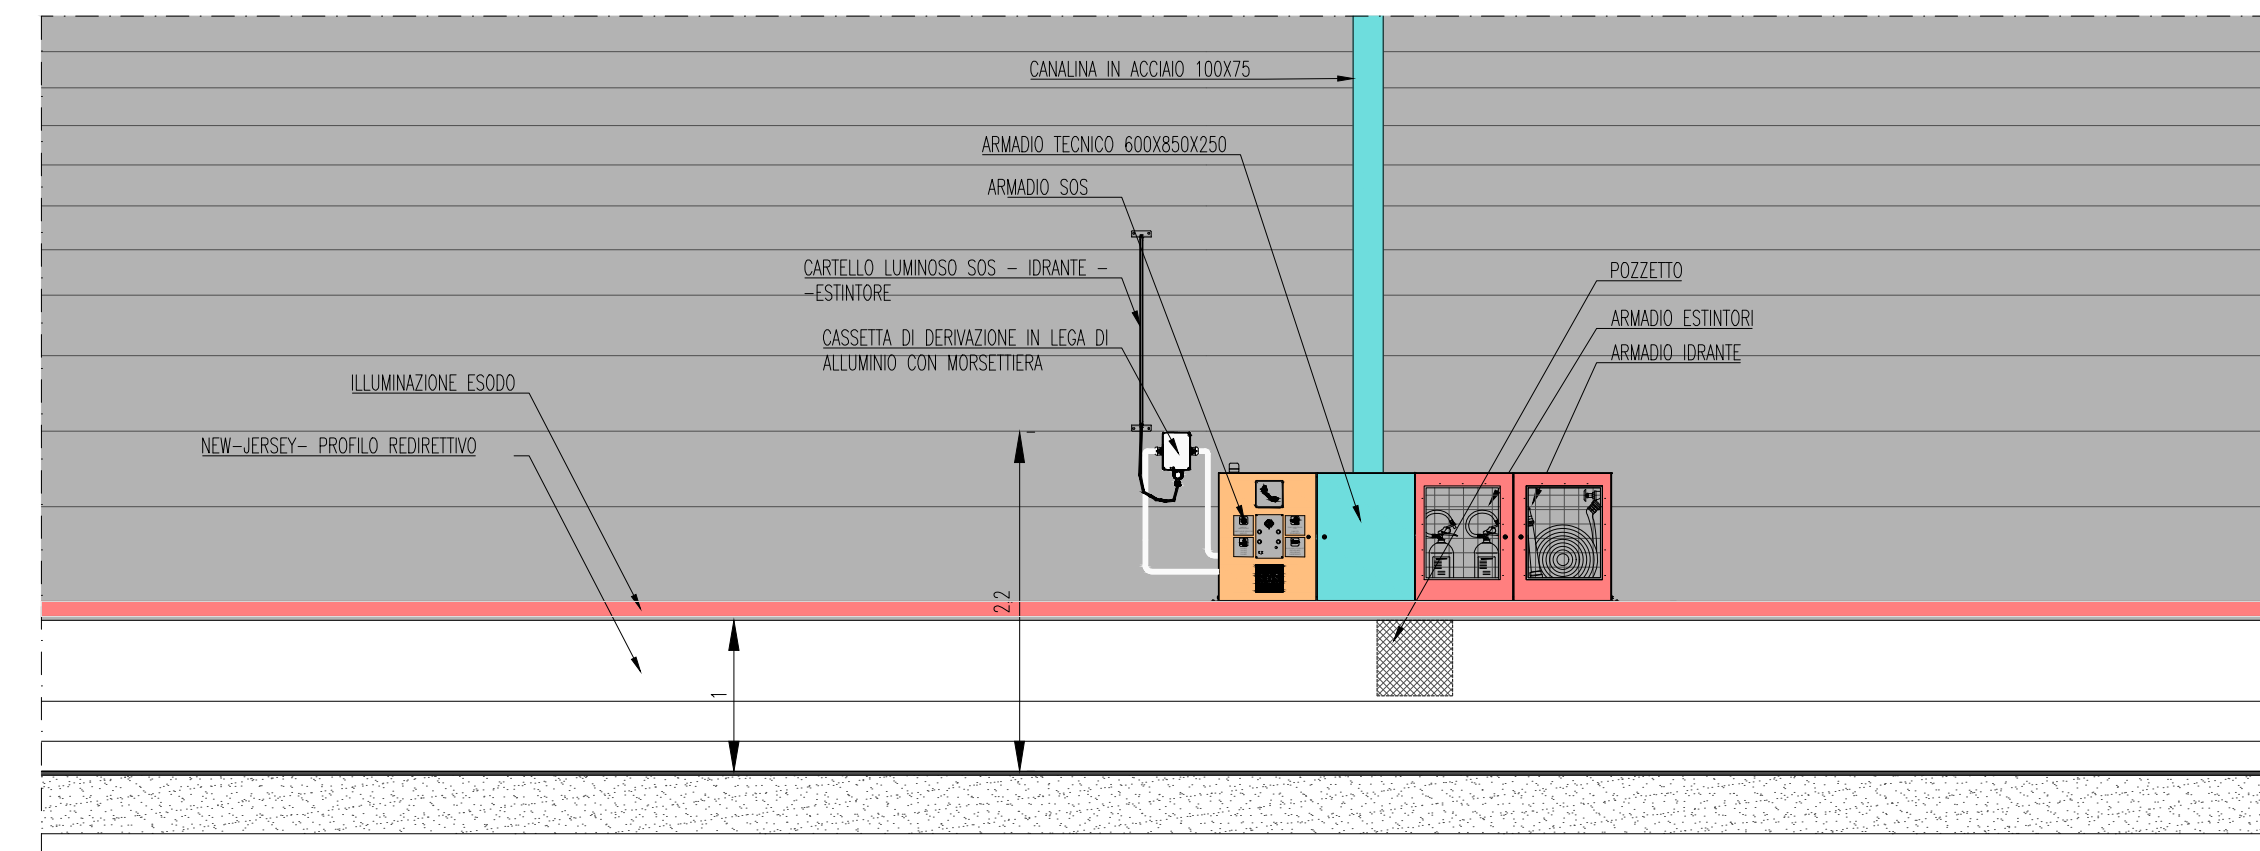 CANALINA IN ACCIAIO 100X75
ARMADIO TECNICO 600X850X250
ARMADIO SOS
CARTELLO LUMINOSO SOS – IDRANTE –
–ESTINTORE
POZZETTO
ARMADIO ESTINTORI
CASSETTA DI DERIVAZIONE IN LEGA DI
ALLUMINIO CON MORSETTIERA
ARMADIO IDRANTE
ILLUMINAZIONE ESODO
NEW–JERSEY– PROFILO REDIRETTIVO
2.2
1